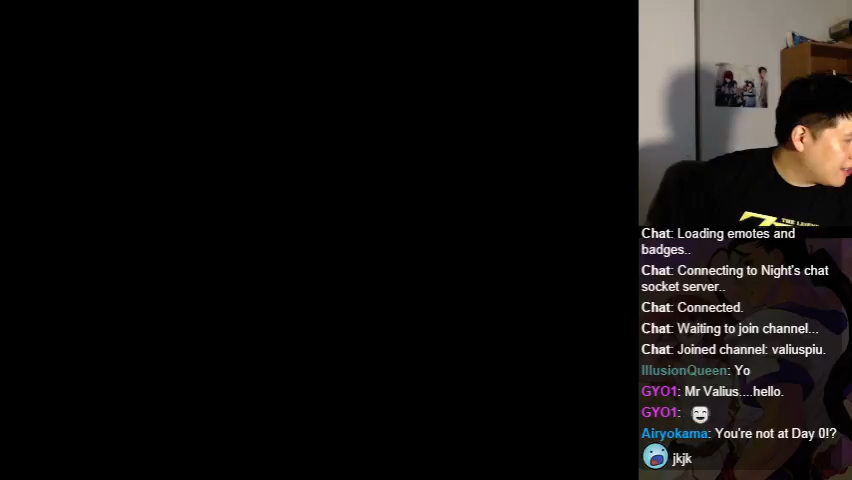 THE LEGEN
Chat: Loading emotes and
badges..
Chat: Connecting to Night's chat
socket server..
Chat: Connected.
Chat: Waiting to join channel...
Chat: Joined channel: valiuspiu.
IllusionQueen: Yo
GYO1: Mr Valius....hello.
GYO1:
Airyokama: You're not at Day 0!?
jkjk